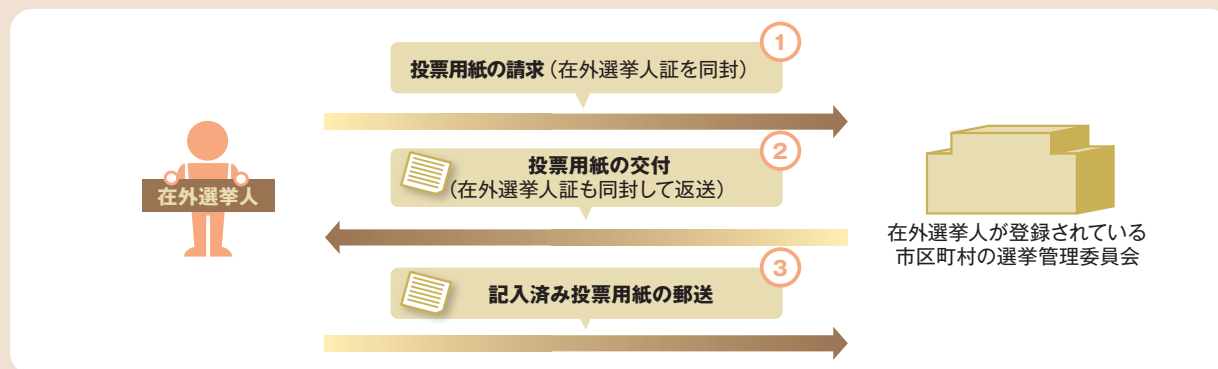 ①
投票用紙の請求（在外選挙人証を同封）
②
投票用紙の交付
（在外選挙人証も同封して返送）
在外選挙人
在外選挙人が登録されている
市区町村の選挙管理委員会
③
記入済み投票用紙の郵送